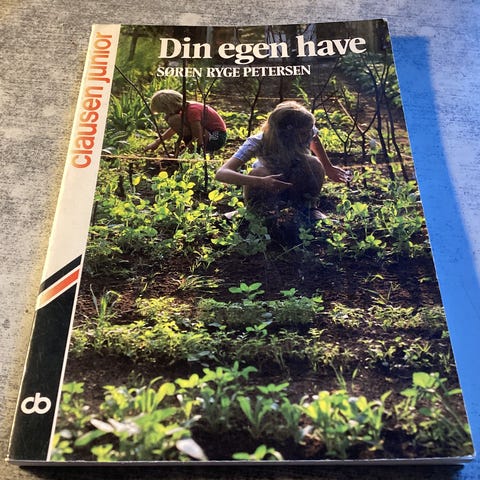 Din egen have
SØREN RYGE PETERSEN
clausen junior
cb